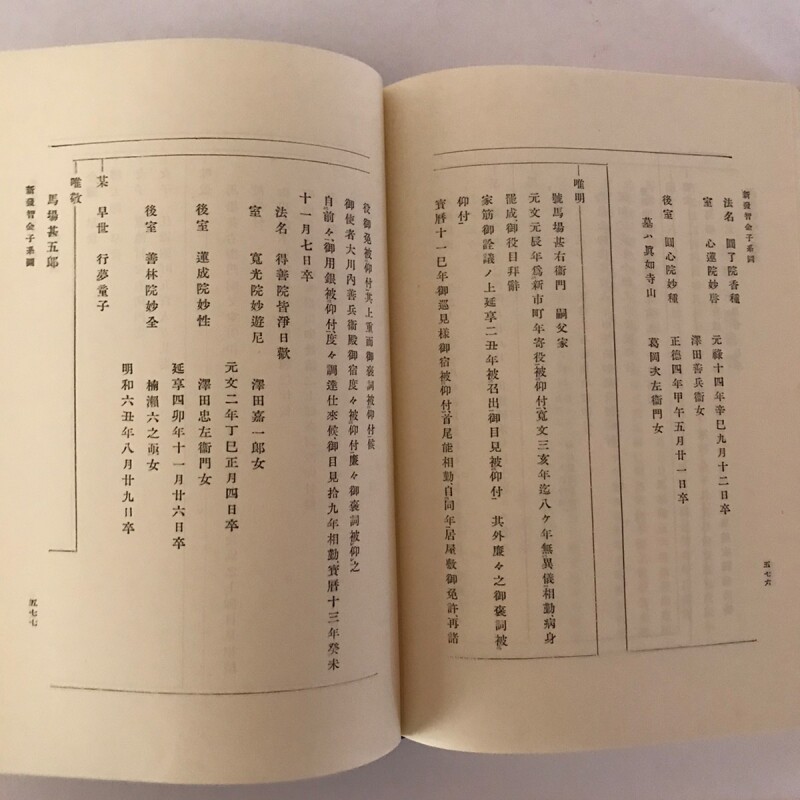 新發智金子系圖
法名 圓了院香種 元祿十四年辛巳九月十二日卒
室 心蓮院妙 澤田善兵衞女
正德四年甲午五月廿一日卒
後室 圓心院妙種 葛岡次左衞門女
墓ハ眞如寺山
唯明
號馬場甚右衞門 嗣父家
元文元辰年爲新市町年寄役被仰付、寬文三亥年迄八ケ年無異儀相勤、病身
罷成御役目拜辭
家筋御詮議ノ上延享二丑年被召出、御目見被仰付、其外廉々之御褒詞被
仰付
寶曆十一巳年御巡見樣御宿被仰付、首尾能相勤、自同年居屋敷御免許、再諸
五七六
役御免被仰付、其上重而御褒詞被仰付候
御使者大川內善兵衞殿御宿度々被仰付、廉々御褒詞被仰之
自前々、御用銀被仰付、度々調達仕來候、御目見拾九年相勤、寶曆十三年癸未
十一月七日卒
法名 得善院皆淨日歡
室 寬光院妙遊尼 澤田嘉一郎女
元文二年丁巳正月四日卒
後室 蓮成院妙性 澤田忠左衞門女
延享四卯年十一月廿六日卒
後室 善林院妙全 楠瀨六之𠀋女
明和六丑年八月廿九日卒
某 早世 行夢童子
唯敬
馬場甚五郎
新發智金子系圖
五七七